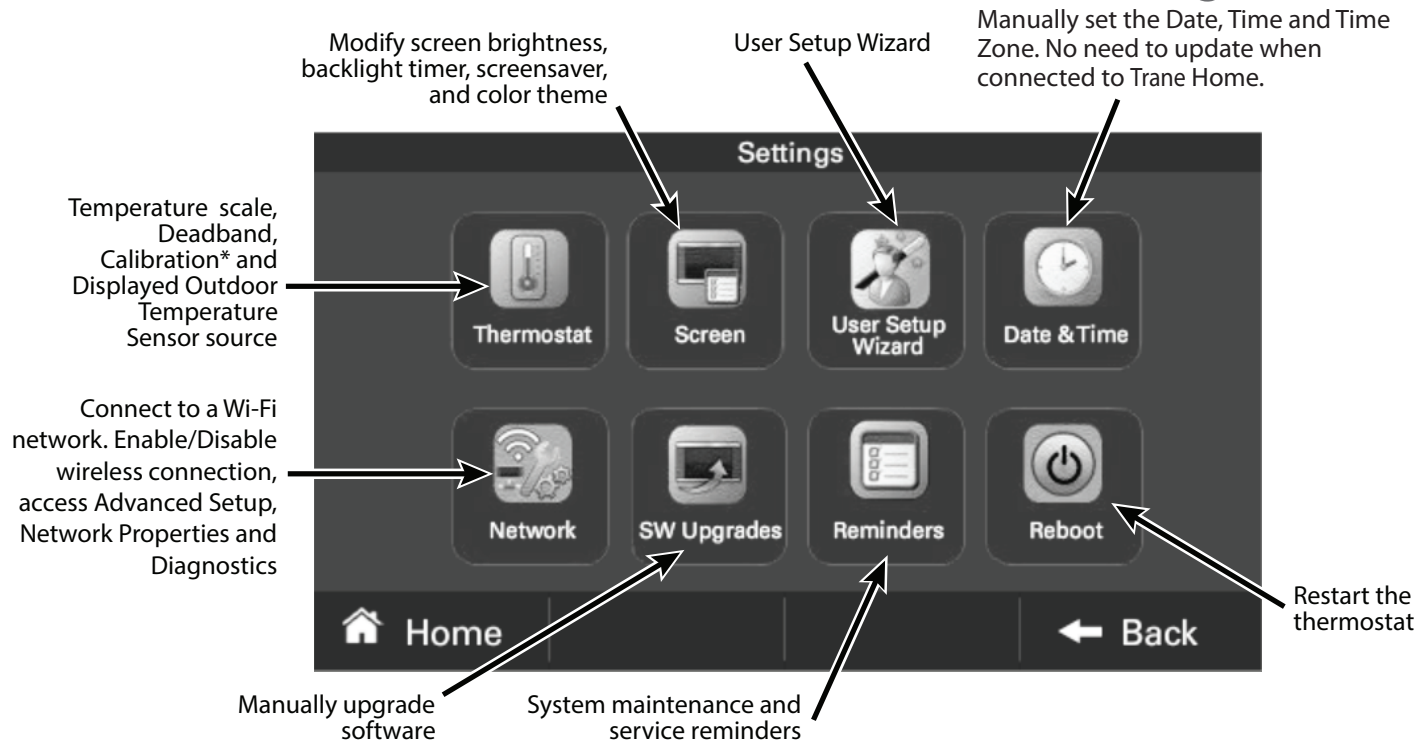 Modify screen brightness,
backlight timer, screensaver,
and color theme
User Setup Wizard
Manually set the Date, Time and Time
Zone. No need to update when
connected to Trane Home.
Settings
Temperature scale,
Deadband,
Calibration* and
Displayed Outdoor
Temperature
Sensor source
Thermostat
Screen
User Setup
Wizard
Date & Time
Connect to a Wi-Fi
network. Enable/Disable
wireless connection,
access Advanced Setup,
Network Properties and
Diagnostics
Network
SW Upgrades
Reminders
Reboot
Restart the
thermostat
Home
Back
Manually upgrade
software
System maintenance and
service reminders